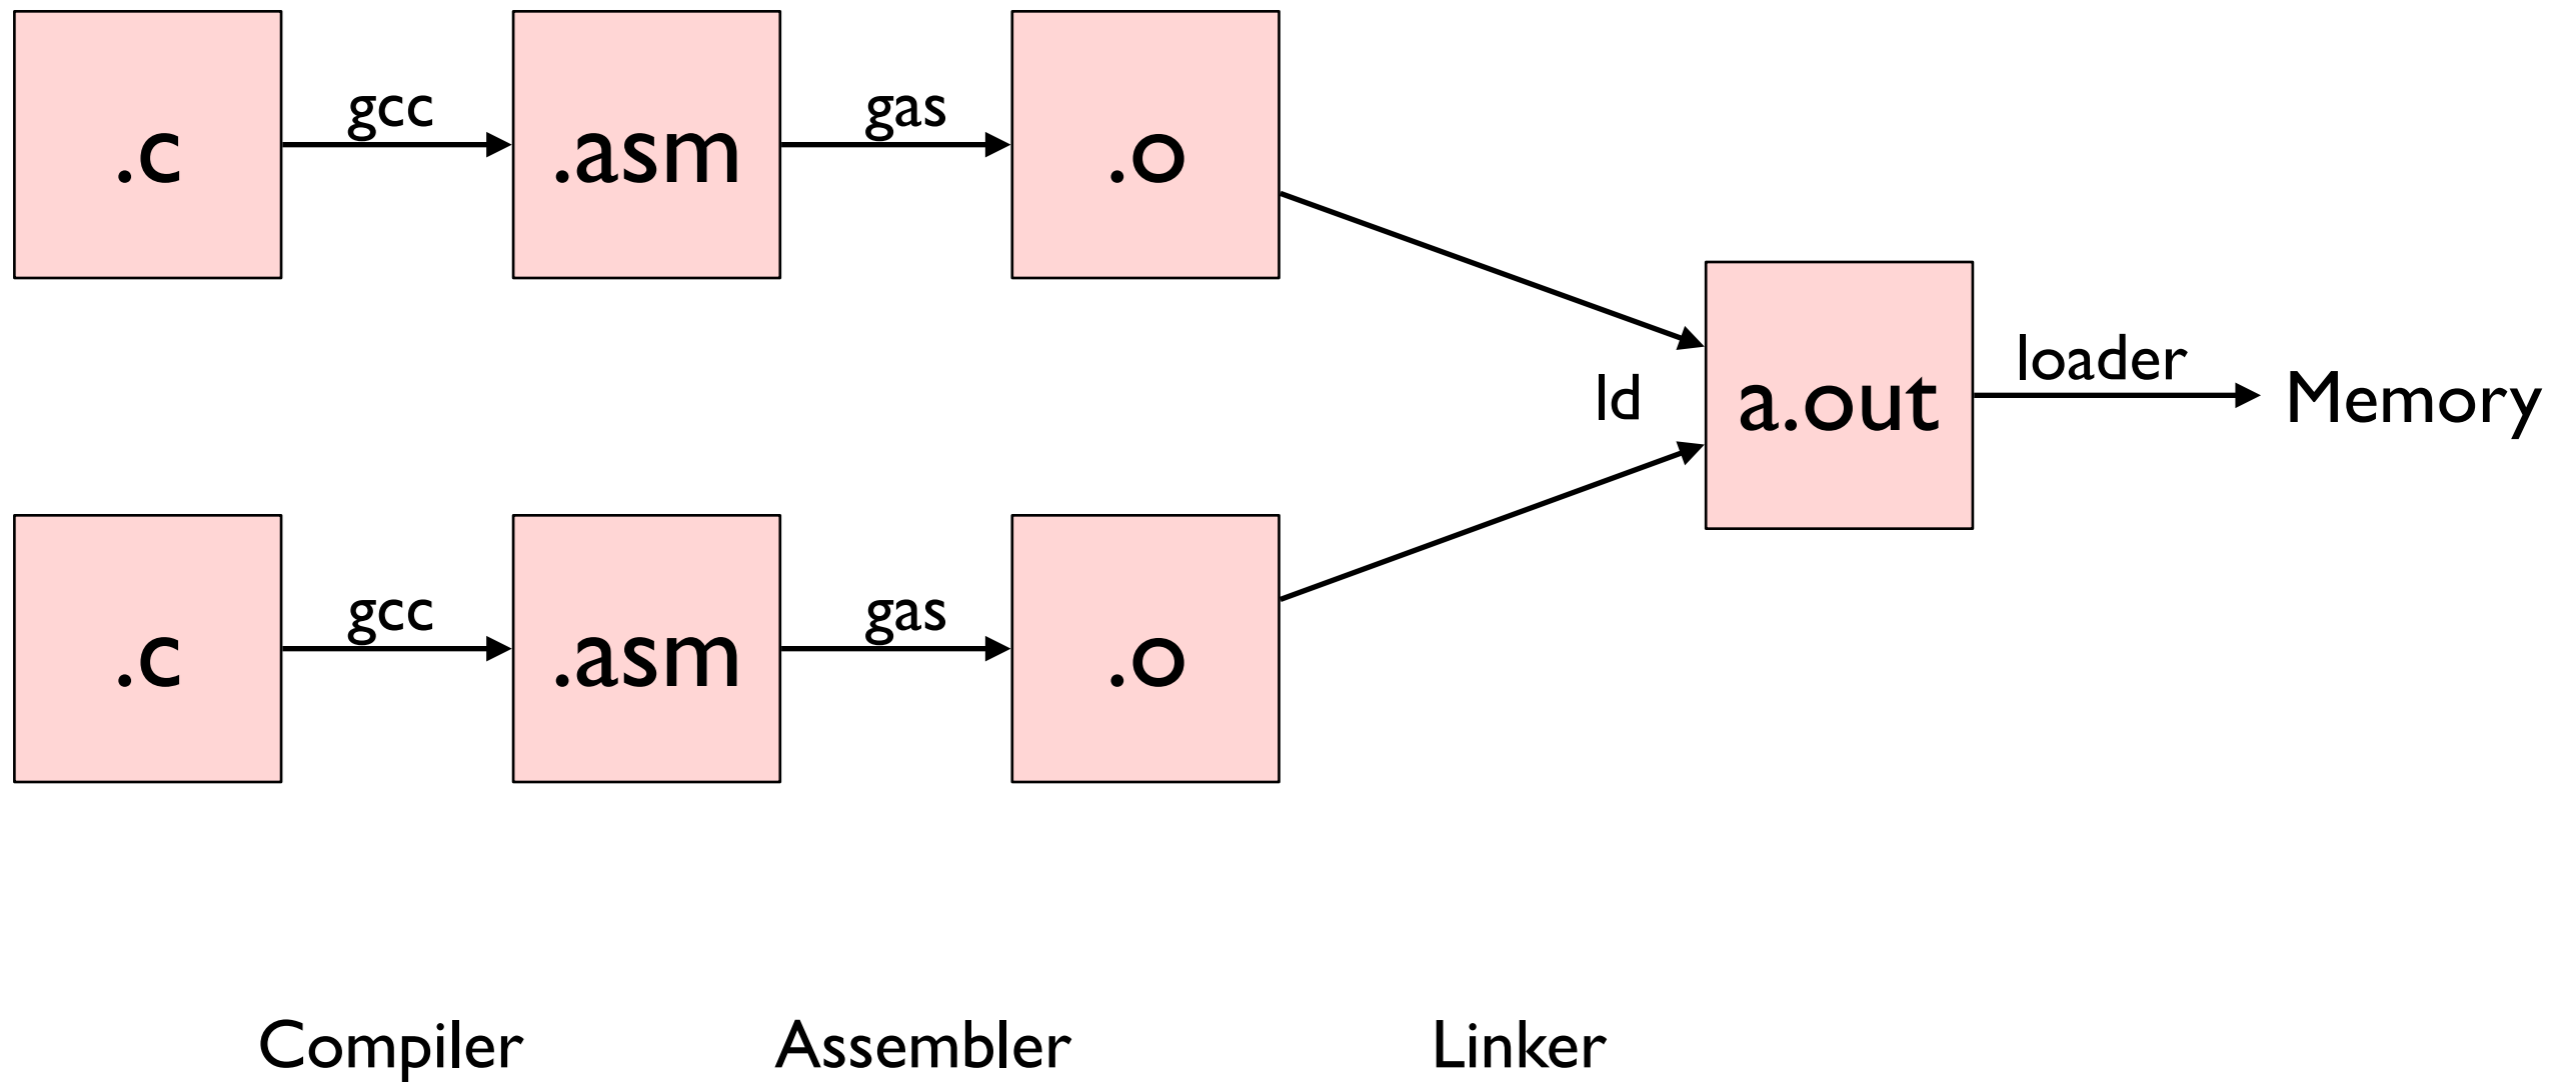 gcc
gas
.c
.asm
.o
ld
a.out
loader
Memory
gcc
gas
.c
.asm
.o
Compiler
Assembler
Linker